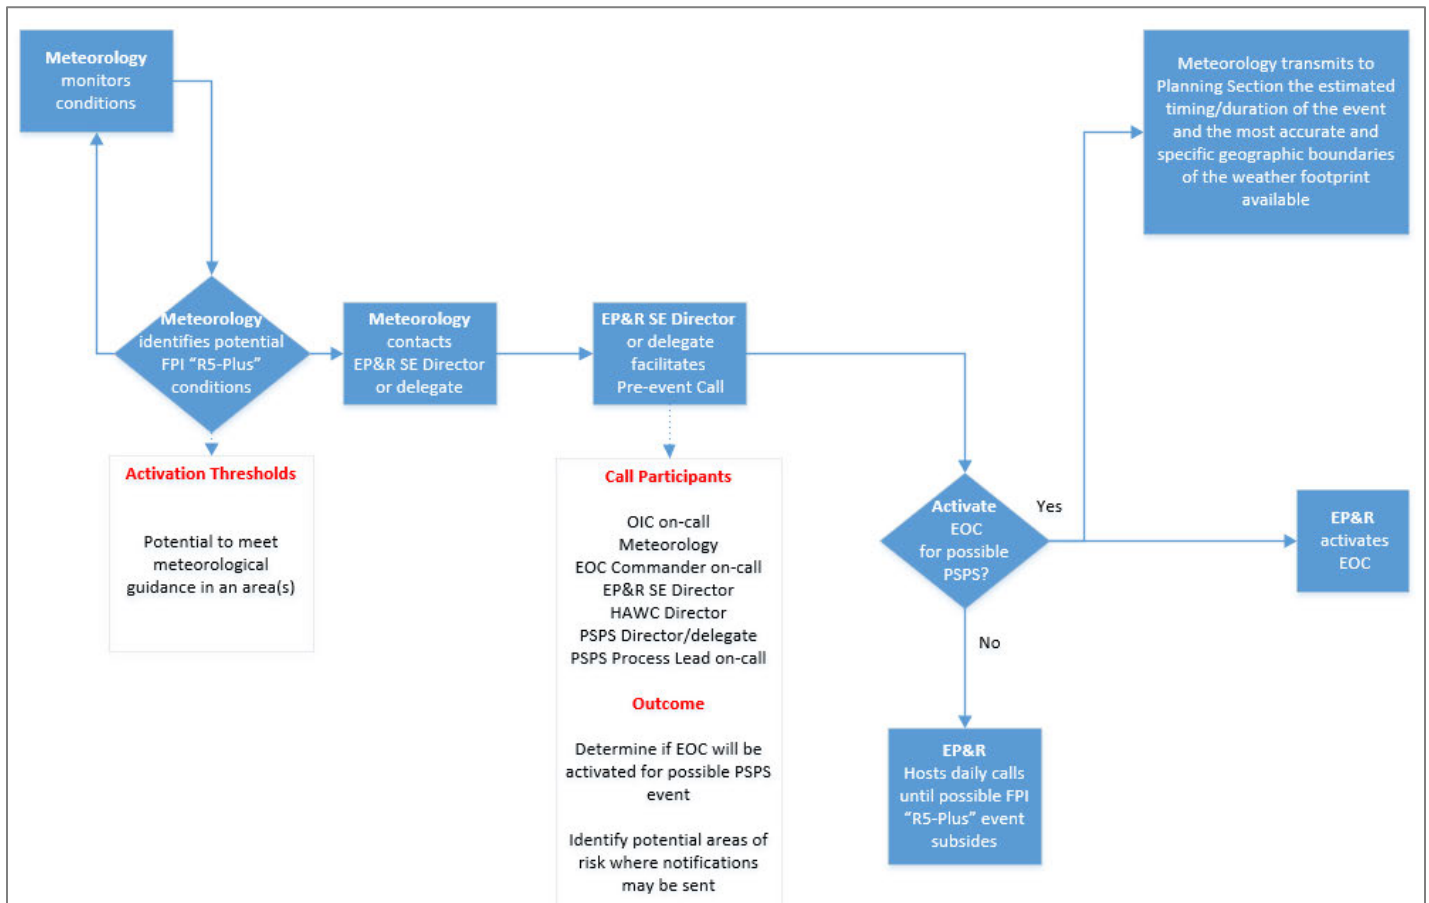 Meteorology
monitors
conditions
Meteorology transmits to
Planning Section the estimated
timing/duration of the event
and the most accurate and
specific geographic boundaries
of the weather footprint
available
Meteorology
identifies potential
FPI “R5-Plus”
conditions
Meteorology
contacts
EP&R SE Director
or delegate
EP&R SE Director
or delegate
facilitates
Pre-event Call
Activation Thresholds
Potential to meet
meteorological
guidance in an area(s)
Call Participants
OIC on-call
Meteorology
EOC Commander on-call
EP&R SE Director
HAWC Director
PSPS Director/delegate
PSPS Process Lead on-call
Outcome
Determine if EOC will be
activated for possible PSPS
event
Identify potential areas of
risk where notifications
may be sent
Activate
EOC
for possible
PSPS?
Yes
No
EP&R
activates
EOC
EP&R
Hosts daily calls
until possible FPI
“R5-Plus” event
subsides